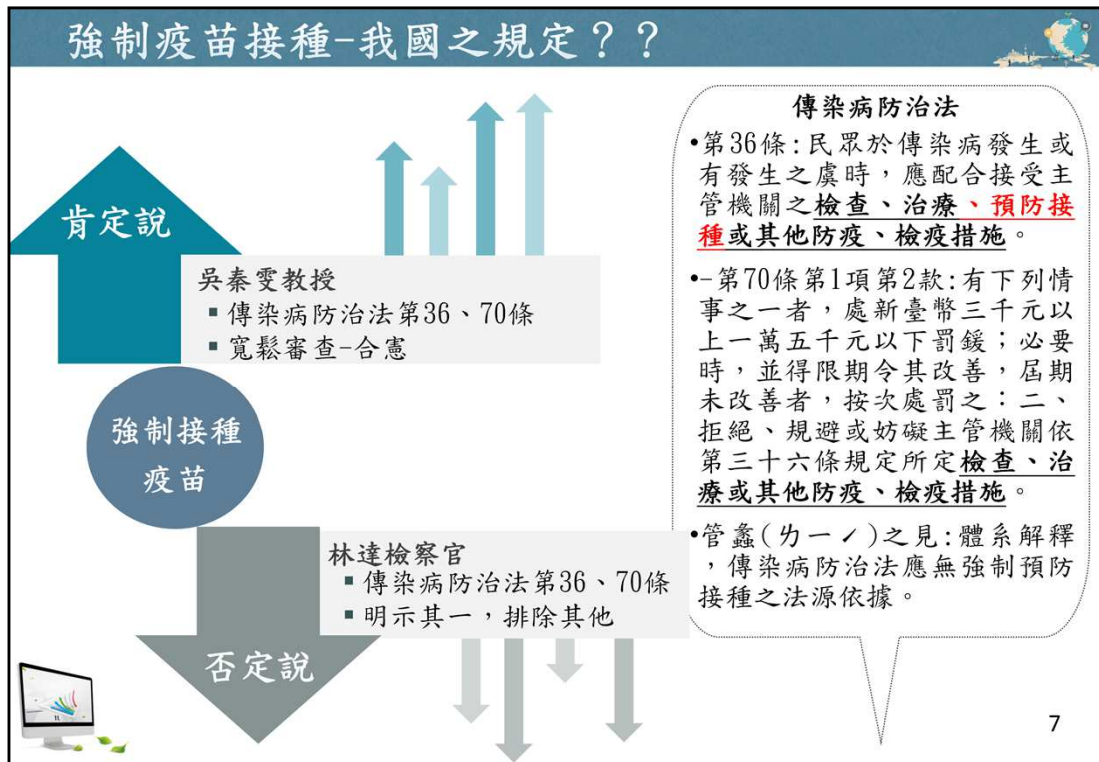 強制疫苗接種-我國之規定？？
肯定說
吳秦雯教授
▪ 傳染病防治法第36、70條
▪ 寬鬆審查-合憲
強制接種
疫苗
林達檢察官
▪ 傳染病防治法第36、70條
▪ 明示其一，排除其他
否定說
傳染病防治法
•第36條:民眾於傳染病發生或
有發生之虞時，應配合接受主
管機關之檢查、治療、預防接
種或其他防疫、檢疫措施。
•-第70條第1項第2款:有下列情
事之一者，處新臺幣三千元以
上一萬五千元以下罰鍰；必要
時，並得限期令其改善，屆期
未改善者，按次處罰之：二、
拒絕、規避或妨礙主管機關依
第三十六條規定所定檢查、治
療或其他防疫、檢疫措施。
•管蠡(ㄌㄧˊ)之見:體系解釋
，傳染病防治法應無強制預防
接種之法源依據。
7